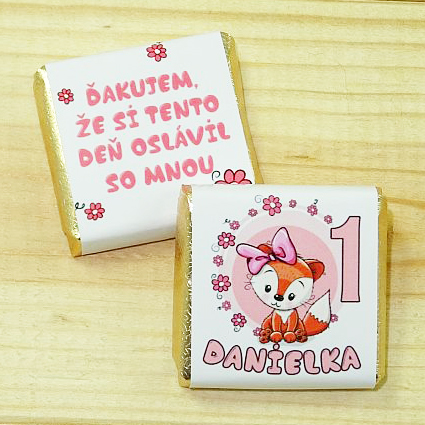 ĎAKUJEM,
ŽE SI TENTO
DEŇ OSLÁVIL
SO MNOU
1
DANIELKA